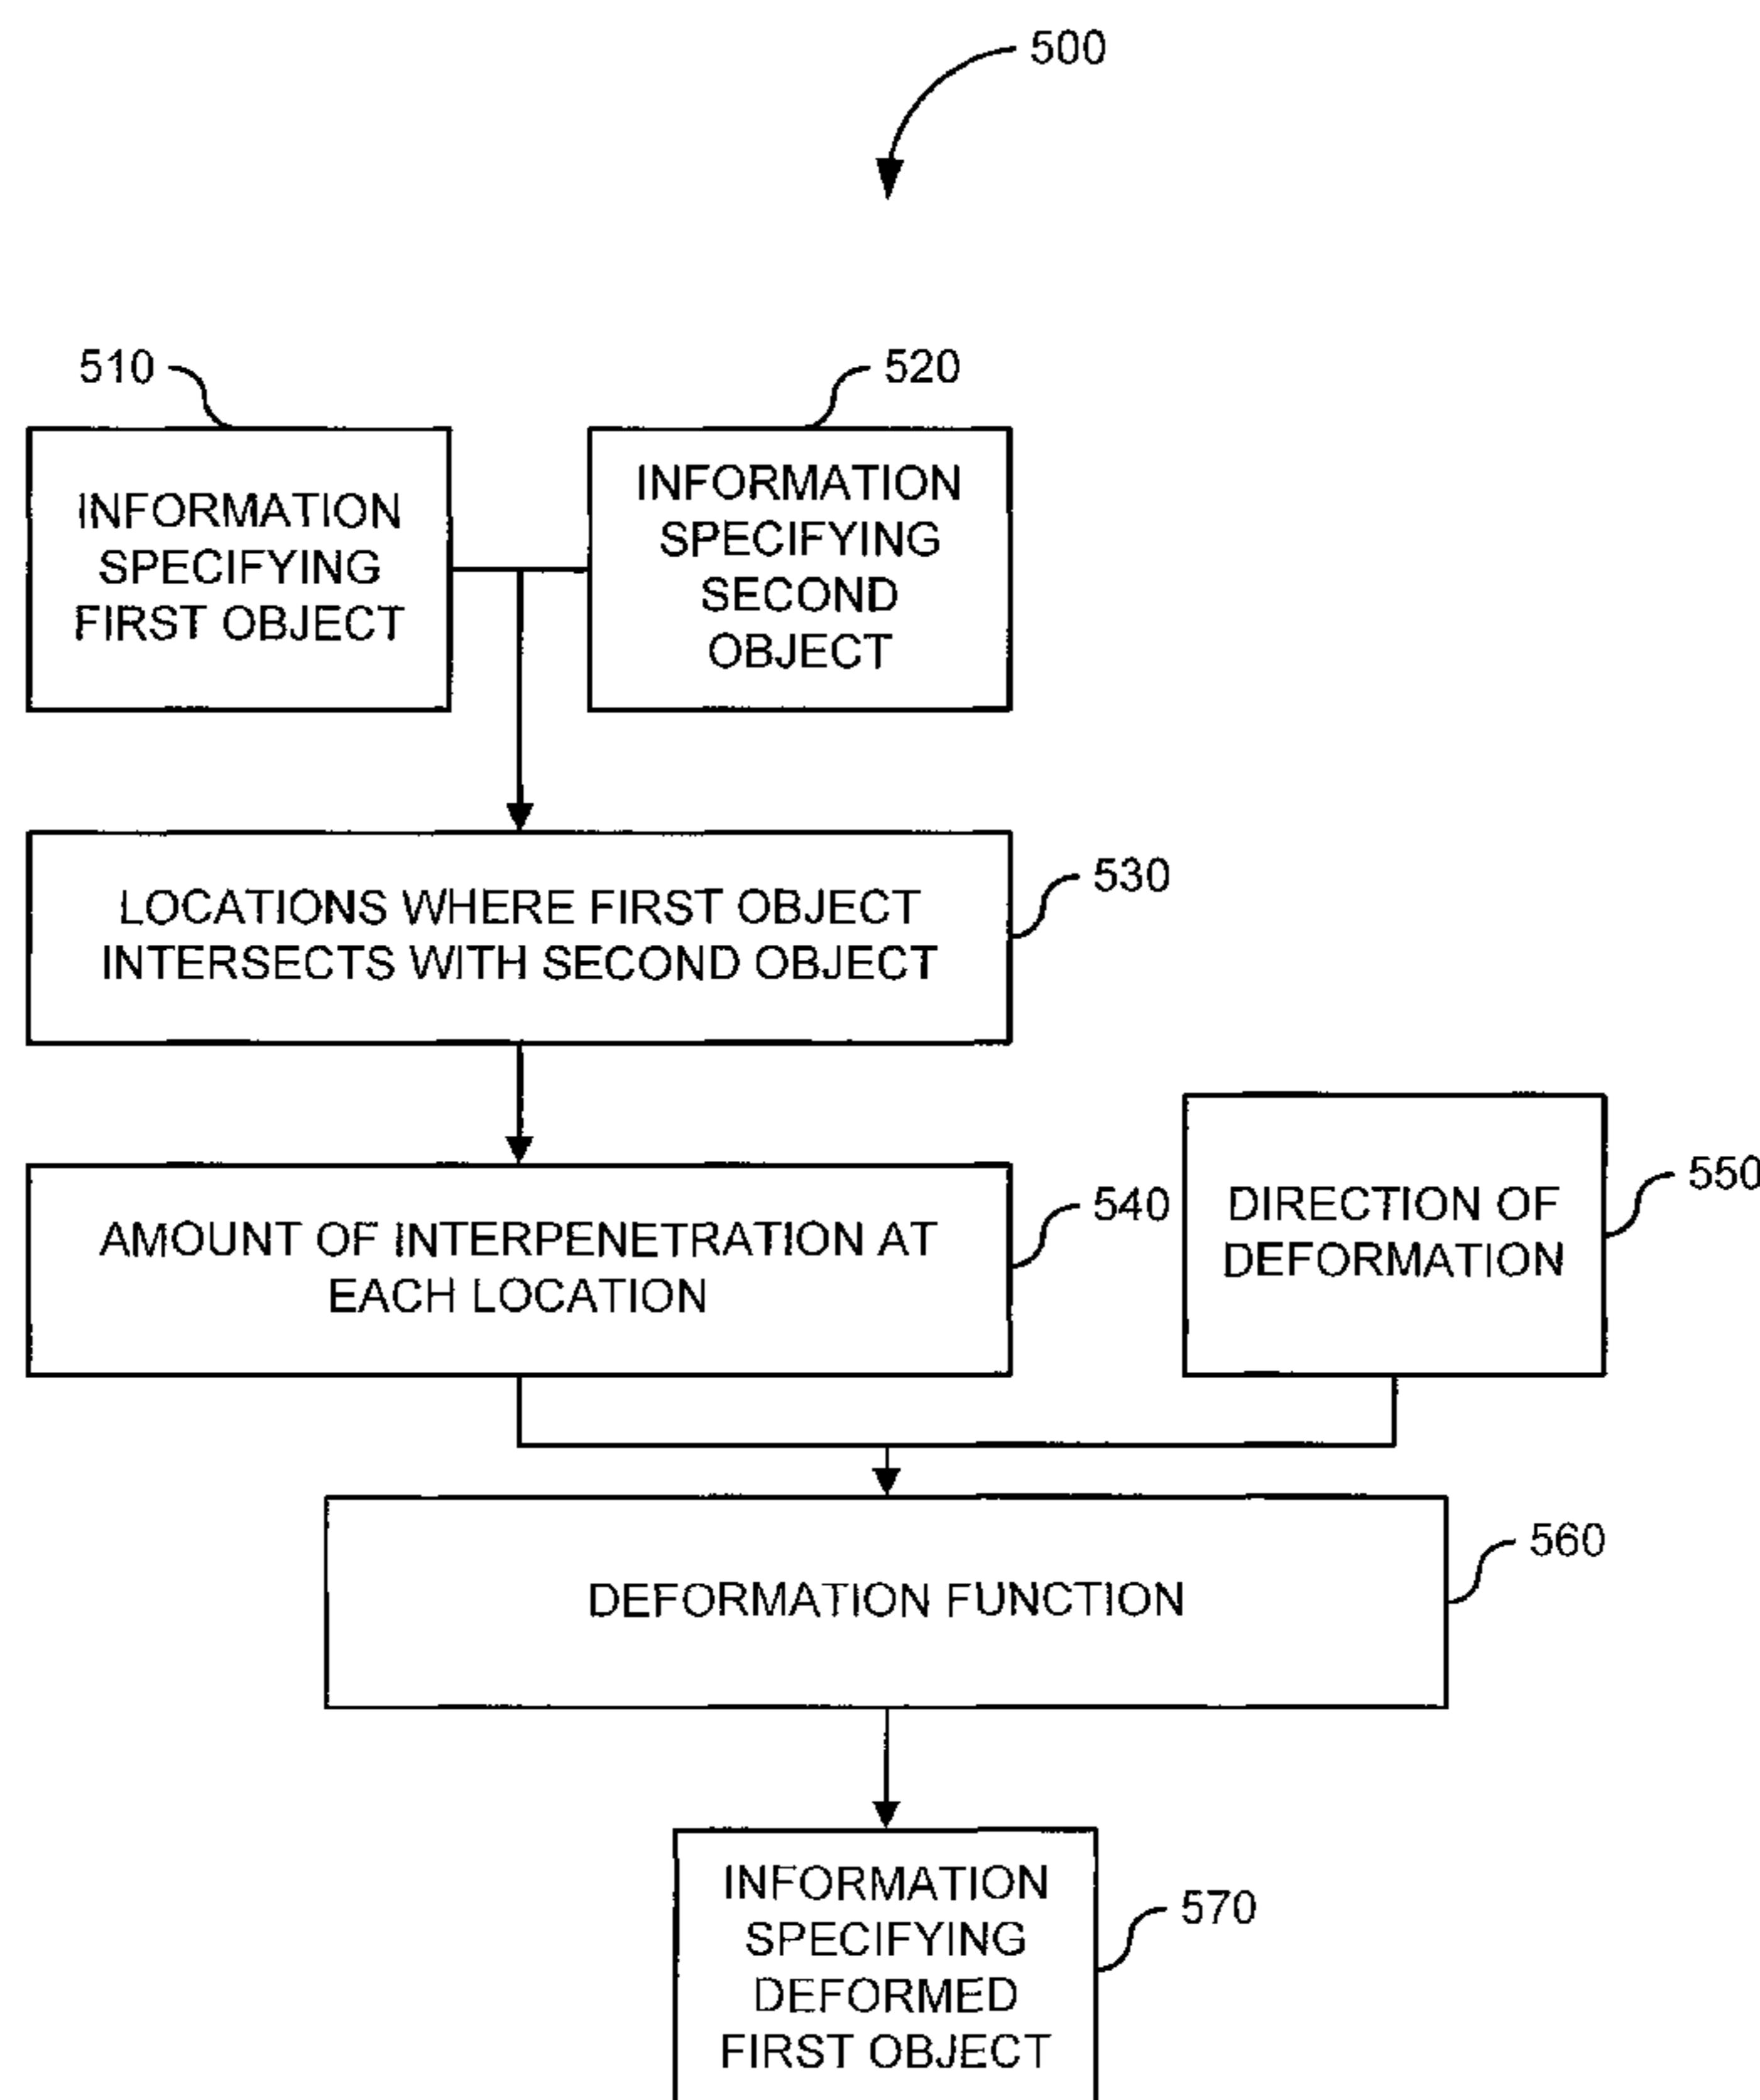 500
510
520
INFORMATION
SPECIFYING
FIRST OBJECT
INFORMATION
SPECIFYING
SECOND
OBJECT
530
LOCATIONS WHERE FIRST OBJECT
INTERSECTS WITH SECOND OBJECT
540
AMOUNT OF INTERPENETRATION AT
EACH LOCATION
550
DIRECTION OF
DEFORMATION
560
DEFORMATION FUNCTION
570
INFORMATION
SPECIFYING
DEFORMED
FIRST OBJECT